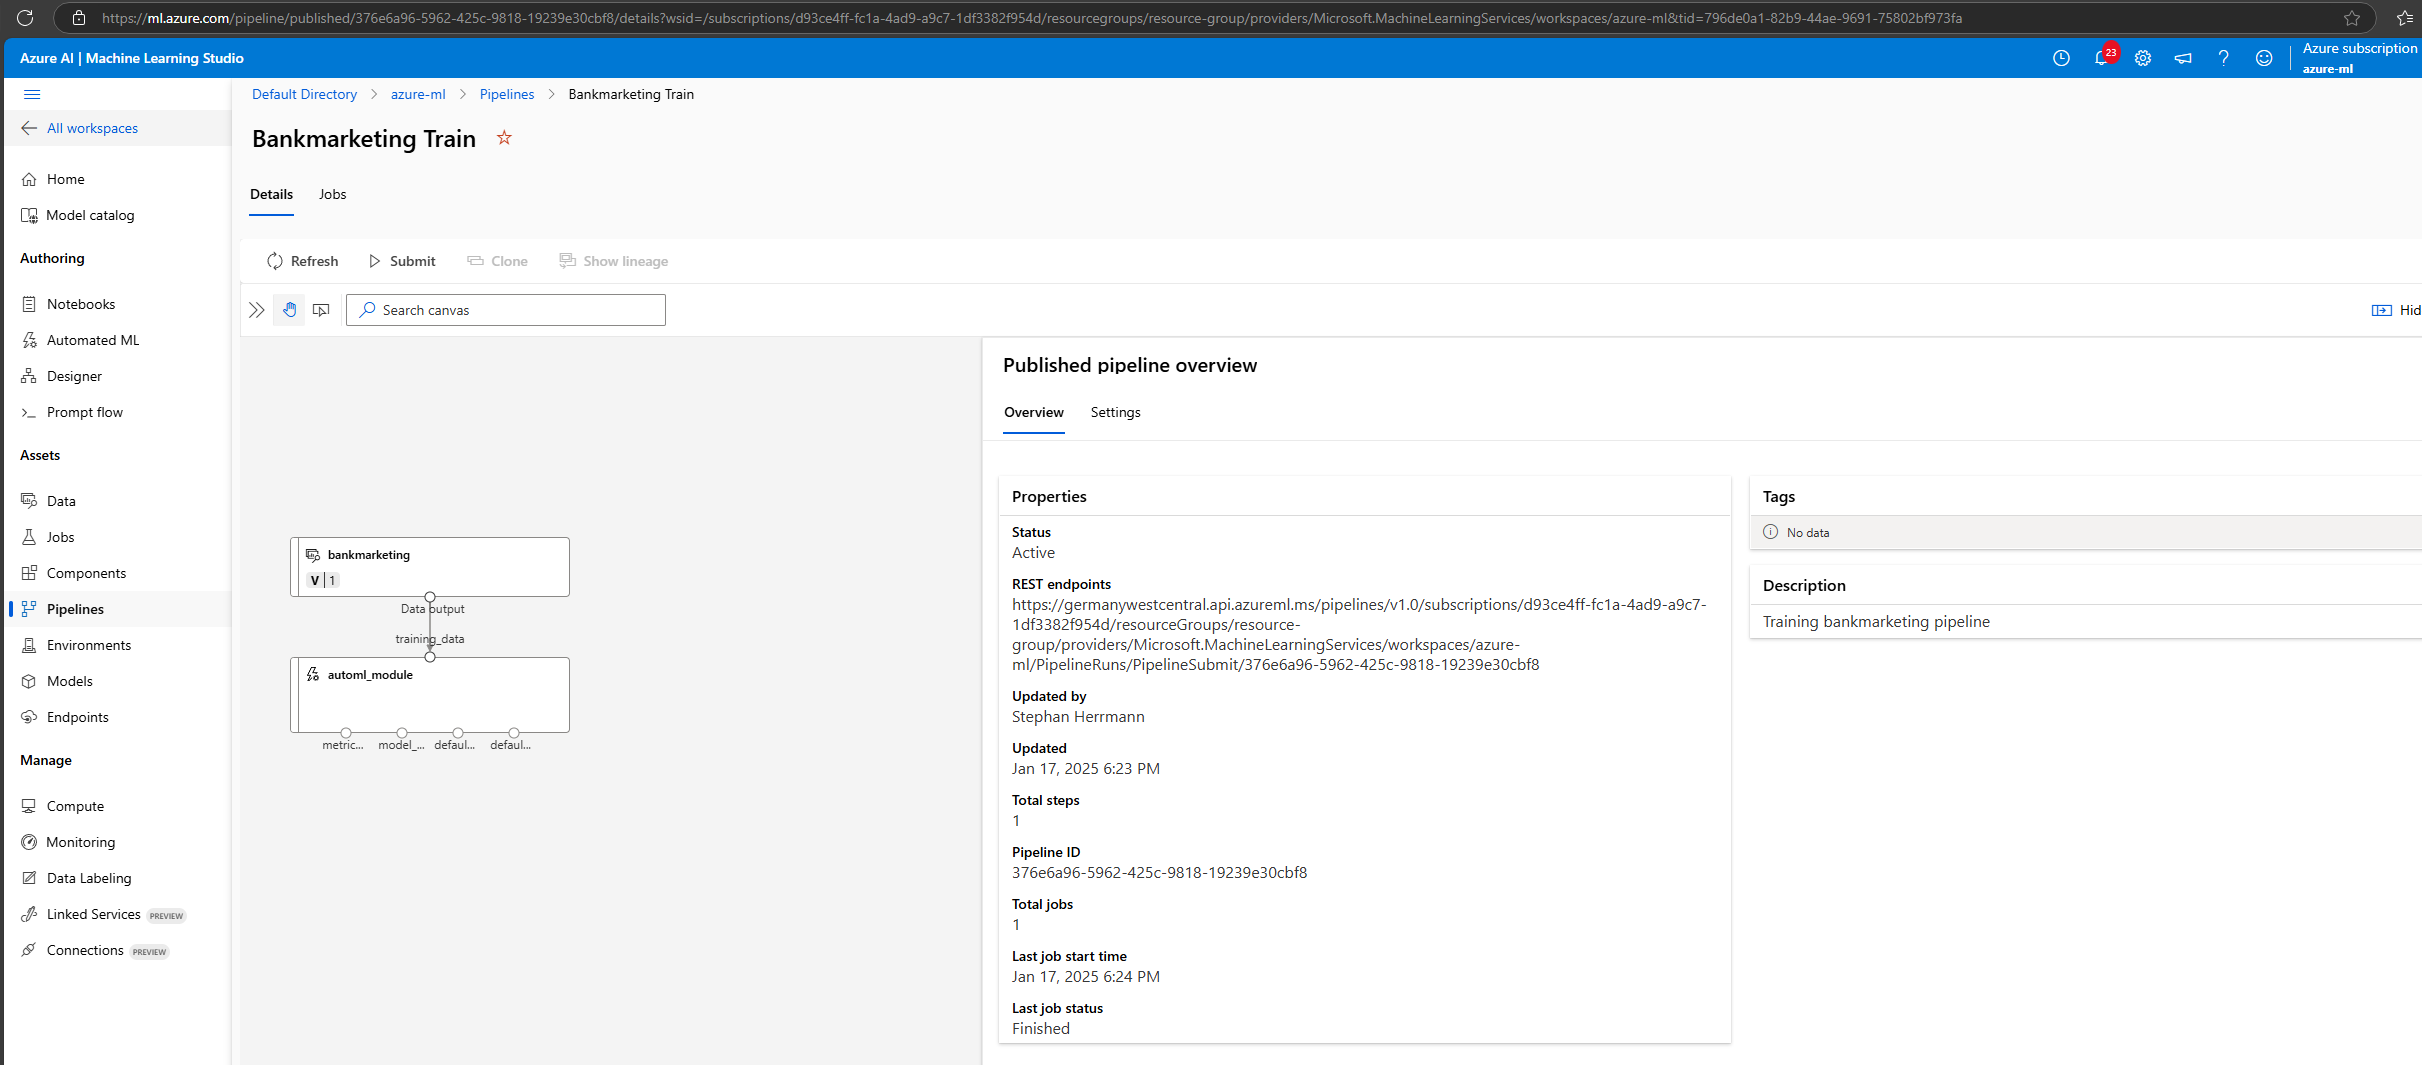 https://ml.azure.com/pipeline/published/376e6a96-5962-425c-9818-19239e30cbf8/details?wsid=/subscriptions/d93ce4ff-fc1a-4ad9-a9c7-1df3382f954d/resourcegroups/resource-group/providers/Microsoft.MachineLearningServices/workspaces/azure-ml&tid=796de0a1-82b9-44ae-9691-75802bf973fa
Azure AI | Machine Learning Studio
23
Azure subscription
azure-ml
All workspaces
Home
Model catalog
Authoring
Notebooks
Automated ML
Designer
Prompt flow
Assets
Data
Jobs
Components
Pipelines
Environments
Models
Endpoints
Manage
Compute
Monitoring
Data Labeling
Linked Services PREVIEW
Connections PREVIEW
Default Directory > azure-ml > Pipelines > Bankmarketing Train
Bankmarketing Train
Details Jobs
Refresh Submit Clone Show lineage
Search canvas
Hid
bankmarketing
V | 1
Data output
training_data
automl_module
metric... model_... defaul... defaul...
Published pipeline overview
Overview Settings
Properties
Status
Active
REST endpoints
https://germanywestcentral.api.azureml.ms/pipelines/v1.0/subscriptions/d93ce4ff-fc1a-4ad9-a9c7-
1df3382f954d/resourceGroups/resource-
group/providers/Microsoft.MachineLearningServices/workspaces/azure-
ml/PipelineRuns/PipelineSubmit/376e6a96-5962-425c-9818-19239e30cbf8
Updated by
Stephan Herrmann
Updated
Jan 17, 2025 6:23 PM
Total steps
1
Pipeline ID
376e6a96-5962-425c-9818-19239e30cbf8
Total jobs
1
Last job start time
Jan 17, 2025 6:24 PM
Last job status
Finished
Tags
No data
Description
Training bankmarketing pipeline